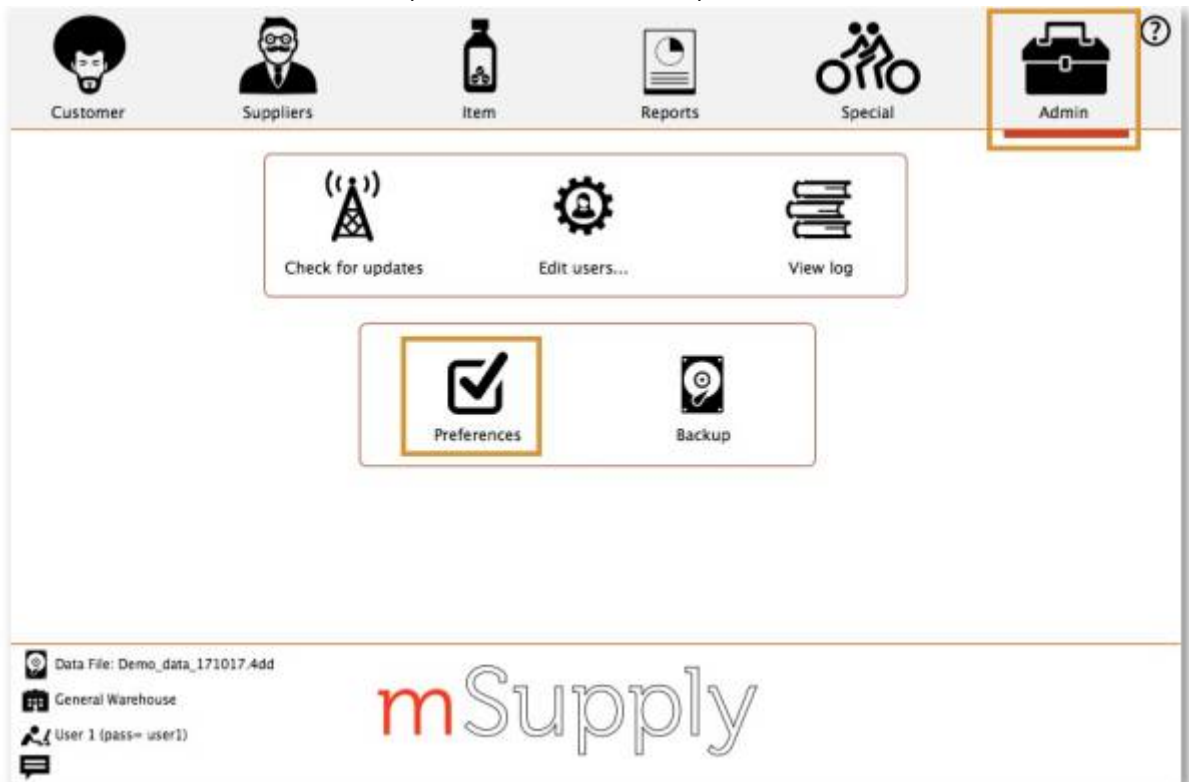 Customer Suppliers Item Reports Special Admin ?
Check for updates Edit users... View log
Preferences Backup
Data File: Demo_data_171017.4dd
General Warehouse
User 1 (pass= user1)
mSupply